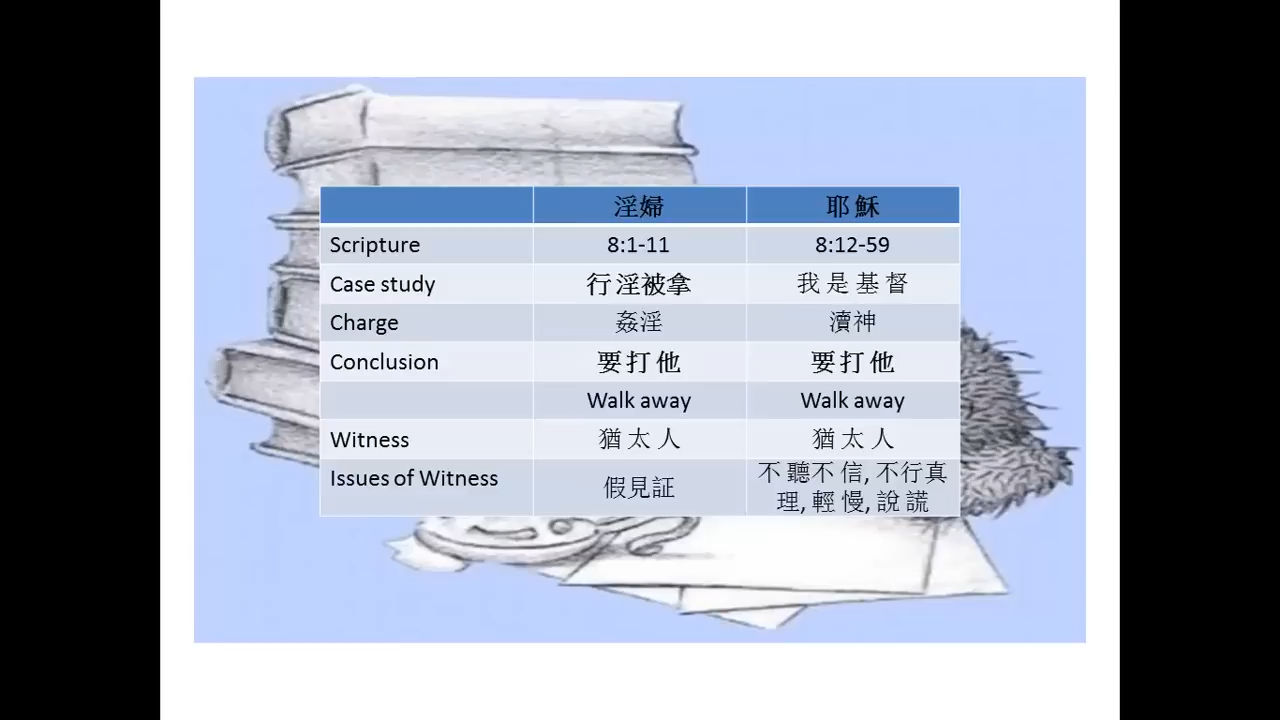 淫婦 耶穌
Scripture 8:1-11 8:12-59
Case study 行淫被拿 我是基督
Charge 姦淫 瀆神
Conclusion 要打他 要打他
Walk away Walk away
Witness 猶太人 猶太人
Issues of Witness 假見証 不聽不信, 不行真
理, 輕慢, 說謊